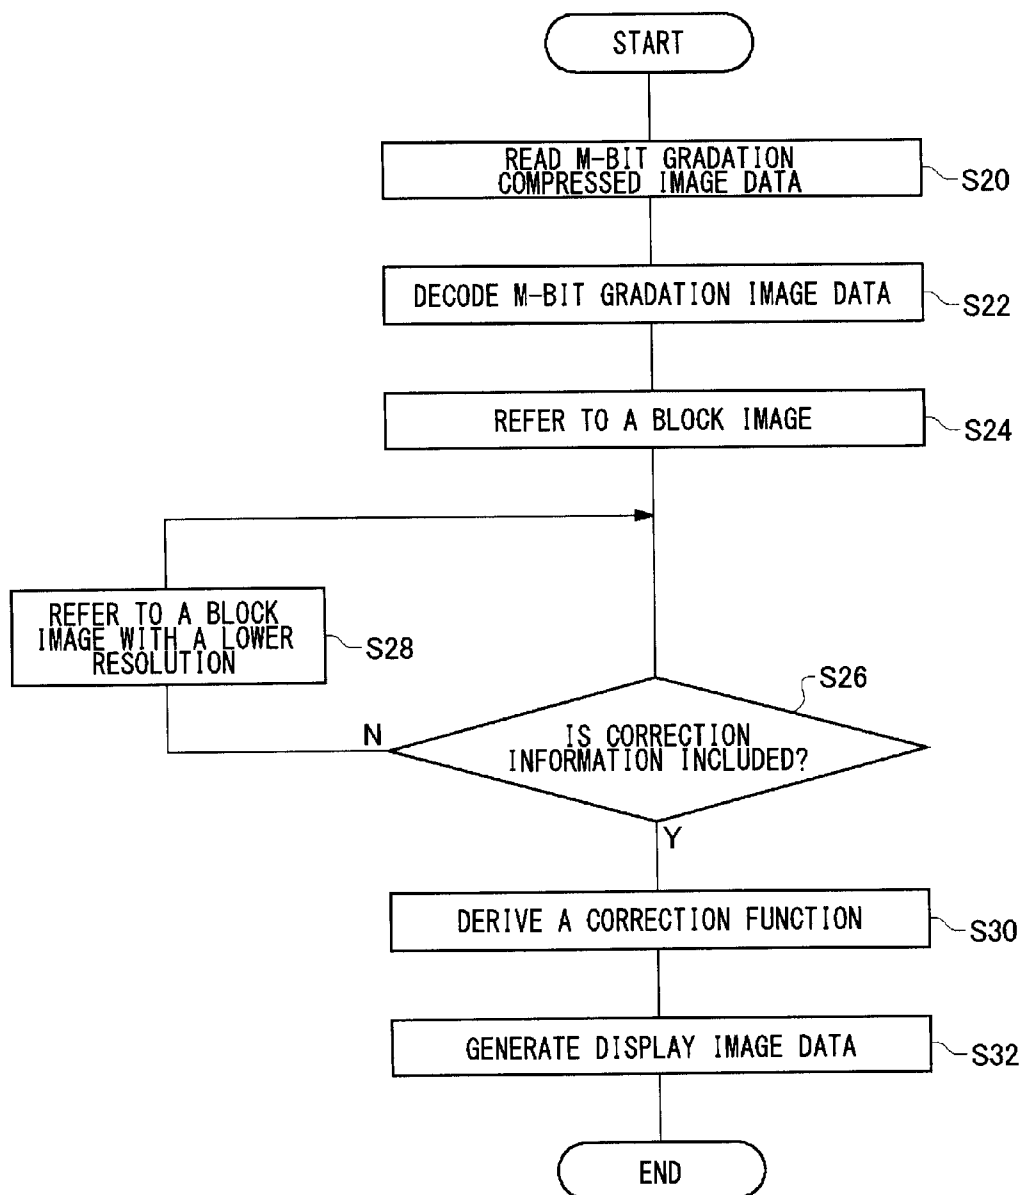 START
READ M-BIT GRADATION
COMPRESSED IMAGE DATA
S20
DECODE M-BIT GRADATION IMAGE DATA
S22
REFER TO A BLOCK IMAGE
S24
REFER TO A BLOCK
IMAGE WITH A LOWER
RESOLUTION
S28
S26
N
IS CORRECTION
INFORMATION INCLUDED?
Y
DERIVE A CORRECTION FUNCTION
S30
GENERATE DISPLAY IMAGE DATA
S32
END